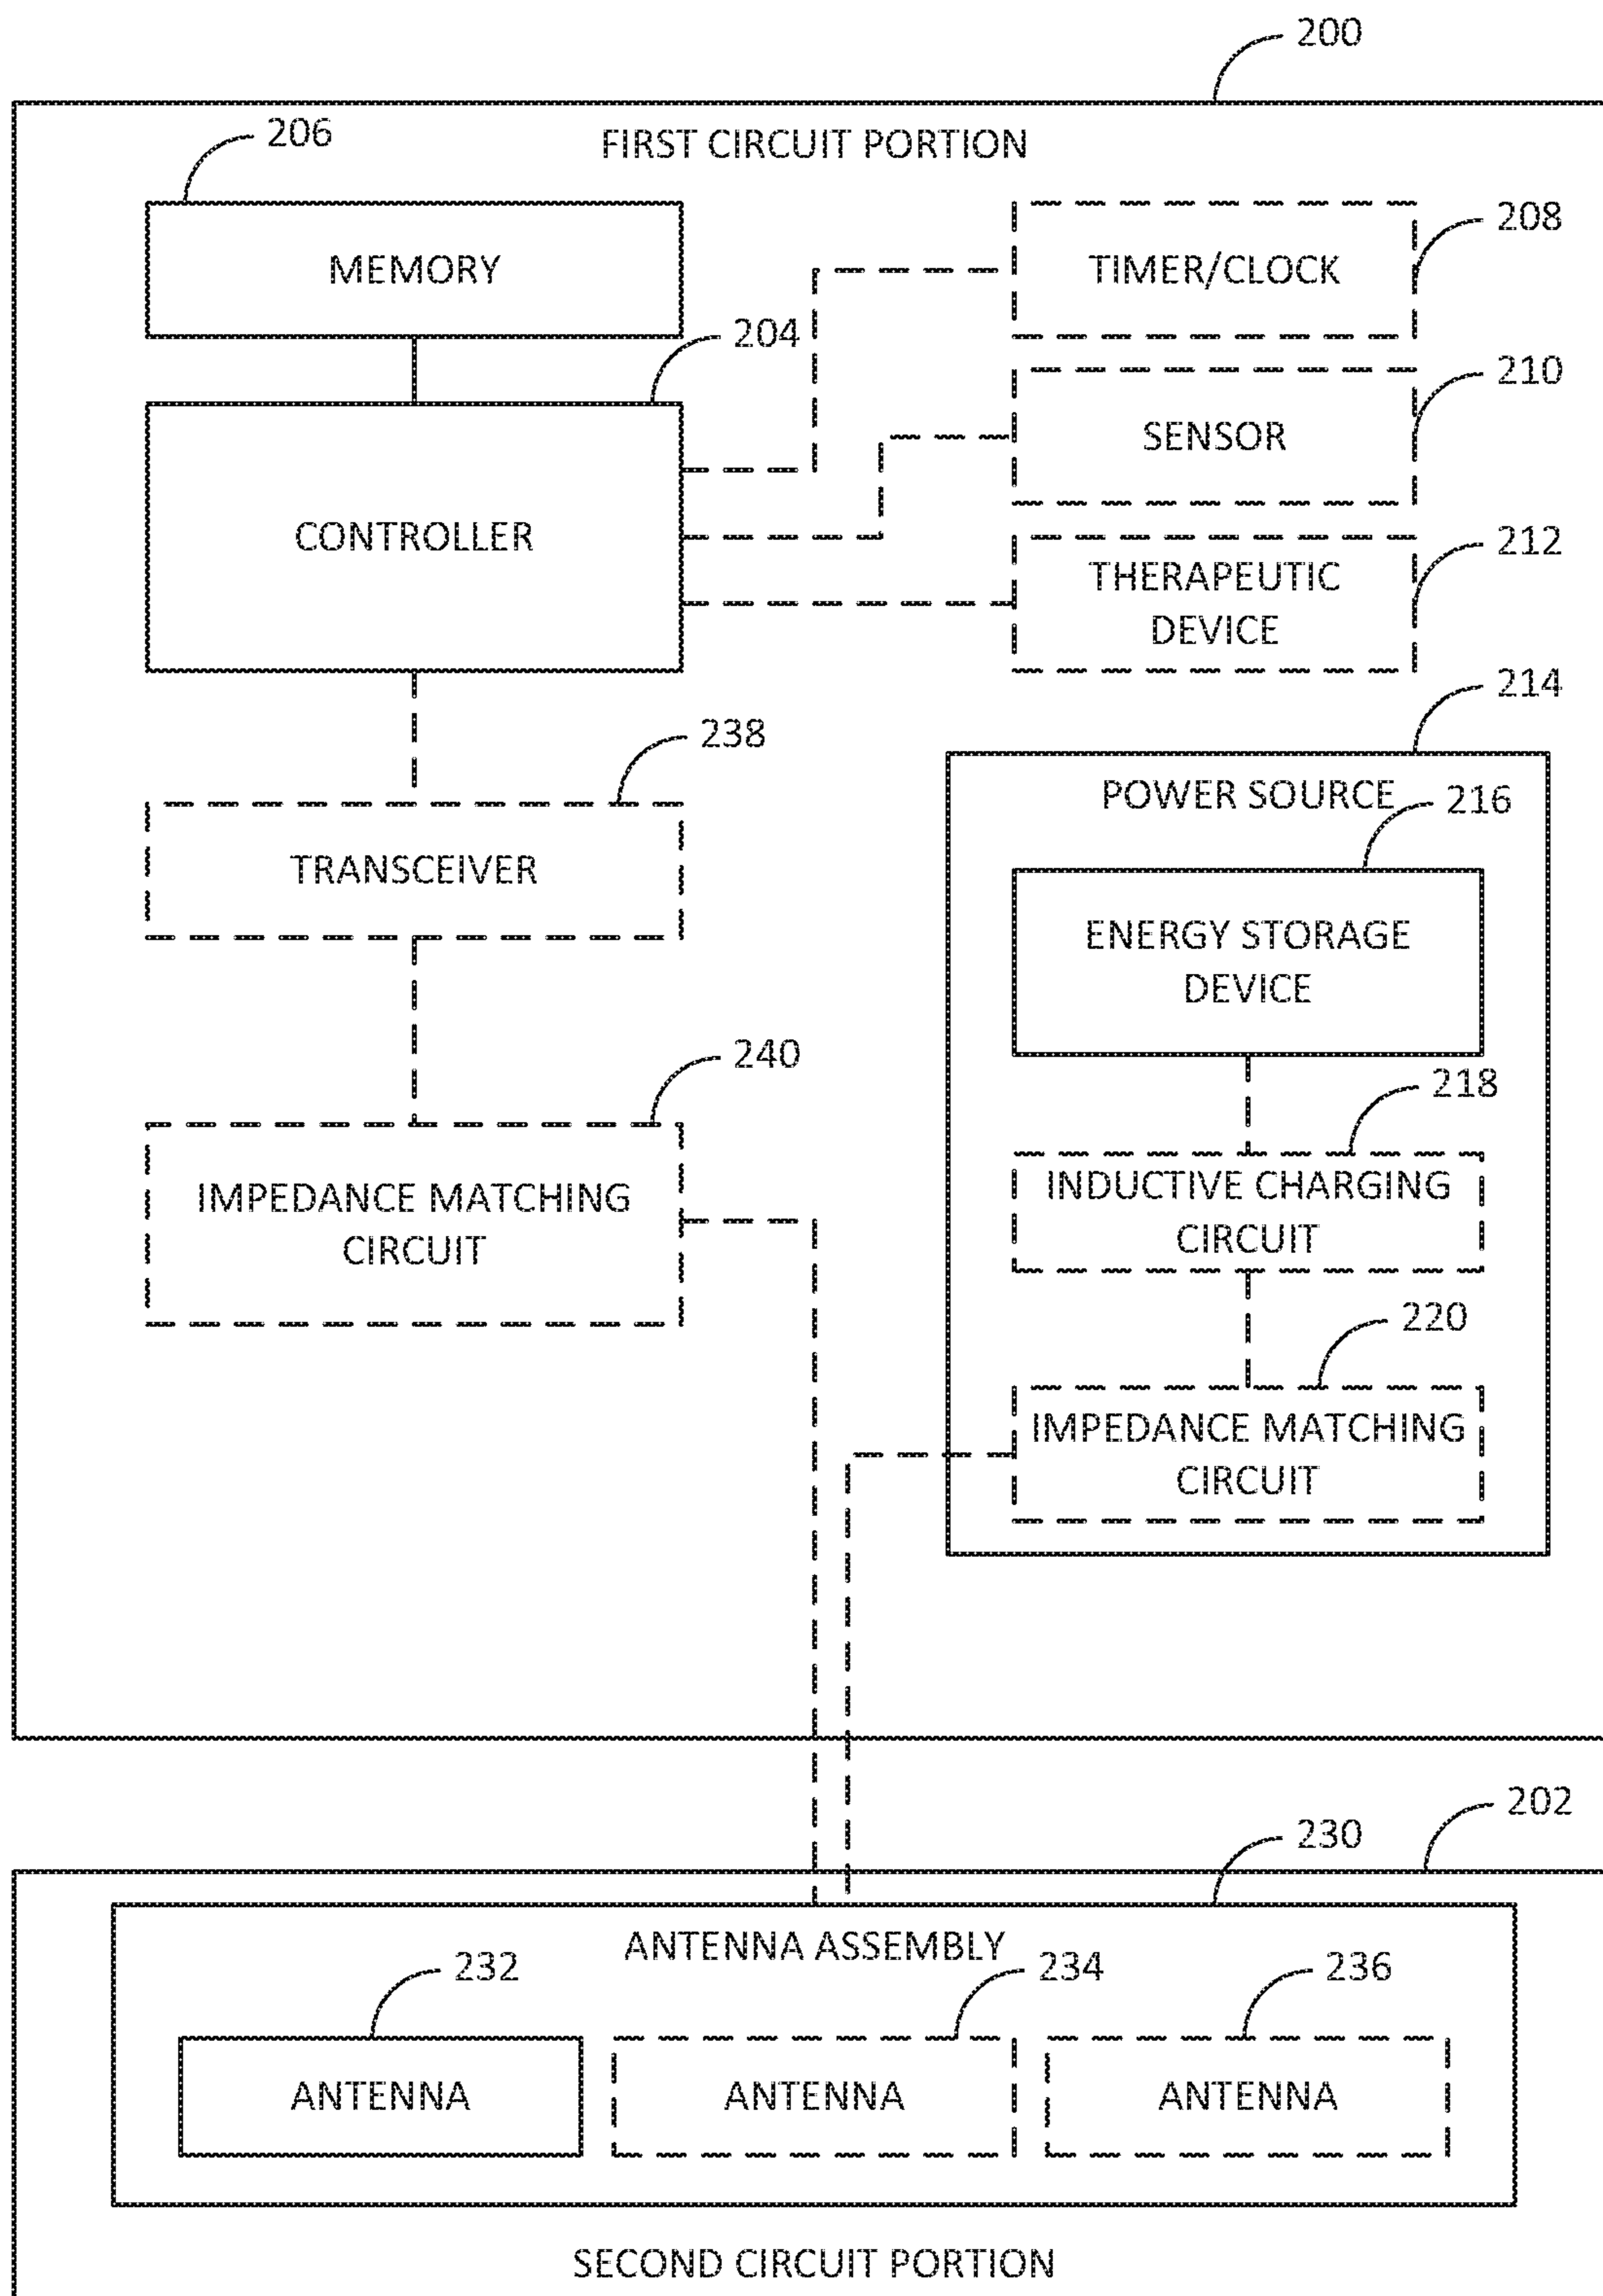 200
FIRST CIRCUIT PORTION
206
MEMORY
204
CONTROLLER
TIMER/CLOCK
208
SENSOR
210
THERAPEUTIC
DEVICE
212
238
TRANSCEIVER
240
IMPEDANCE MATCHING
CIRCUIT
214
POWER SOURCE
216
ENERGY STORAGE
DEVICE
218
INDUCTIVE CHARGING
CIRCUIT
220
IMPEDANCE MATCHING
CIRCUIT
202
230
ANTENNA ASSEMBLY
232
ANTENNA
234
ANTENNA
236
ANTENNA
SECOND CIRCUIT PORTION